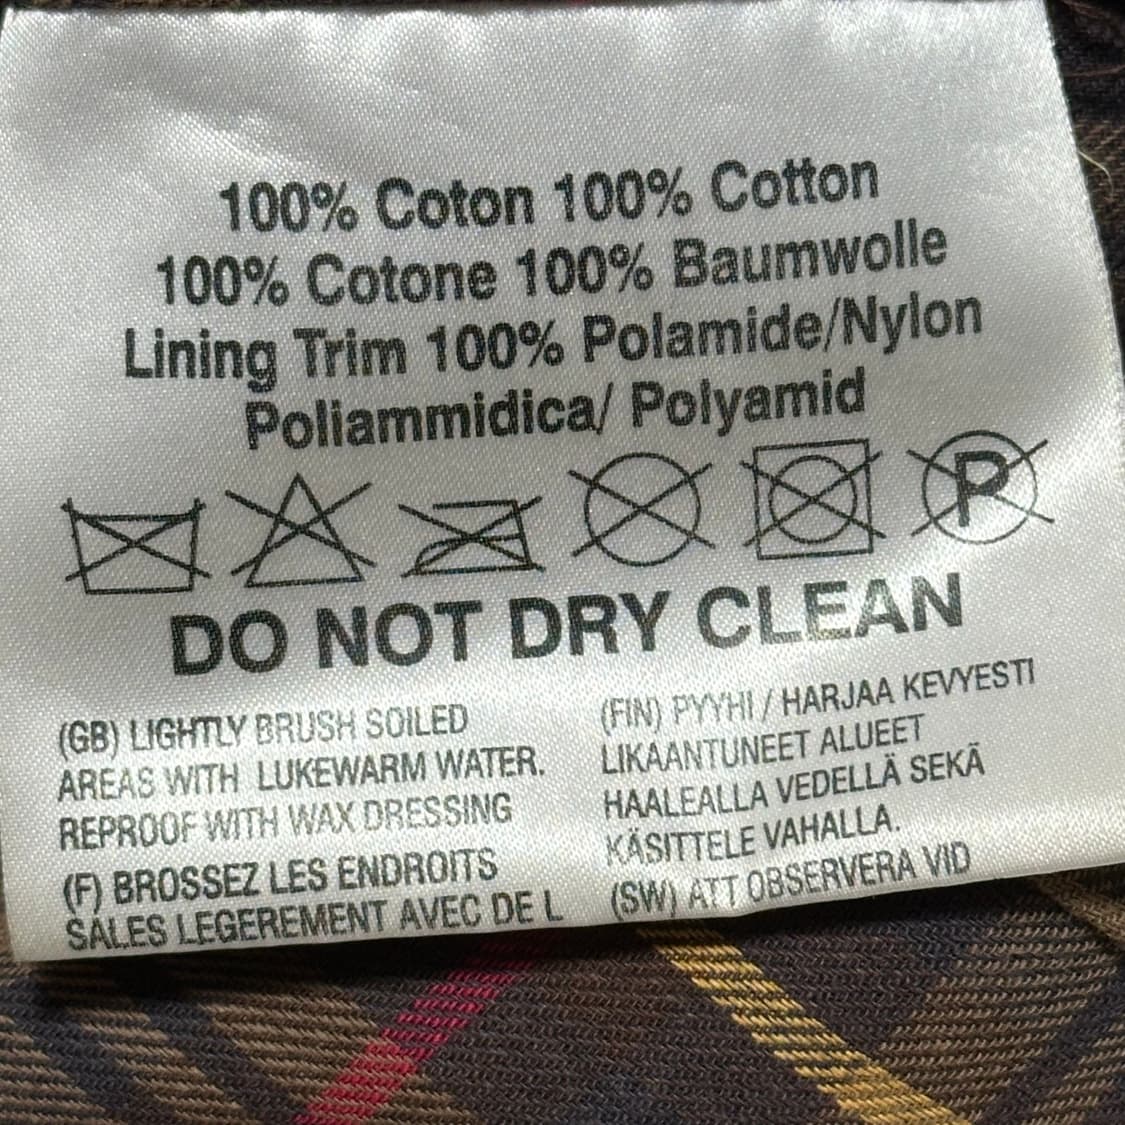 100% Coton 100% Cotton
100% Cotone 100% Baumwolle
Lining Trim 100% Polamide/Nylon
Poliammidica/ Polyamid
P
DO NOT DRY CLEAN
(GB) LIGHTLY BRUSH SOILED
AREAS WITH LUKEWARM WATER.
REPROOF WITH WAX DRESSING
(F) BROSSEZ LES ENDROITS
SALES LEGEREMENT AVEC DE L
(FIN) PYYHI / HARJAA KEVYESTI
LIKAANTUNEET ALUEET
HAALEALLA VEDELLÄ SEKÄ
KÄSITTELE VAHALLA.
(SW) ATT OBSERVERA VID